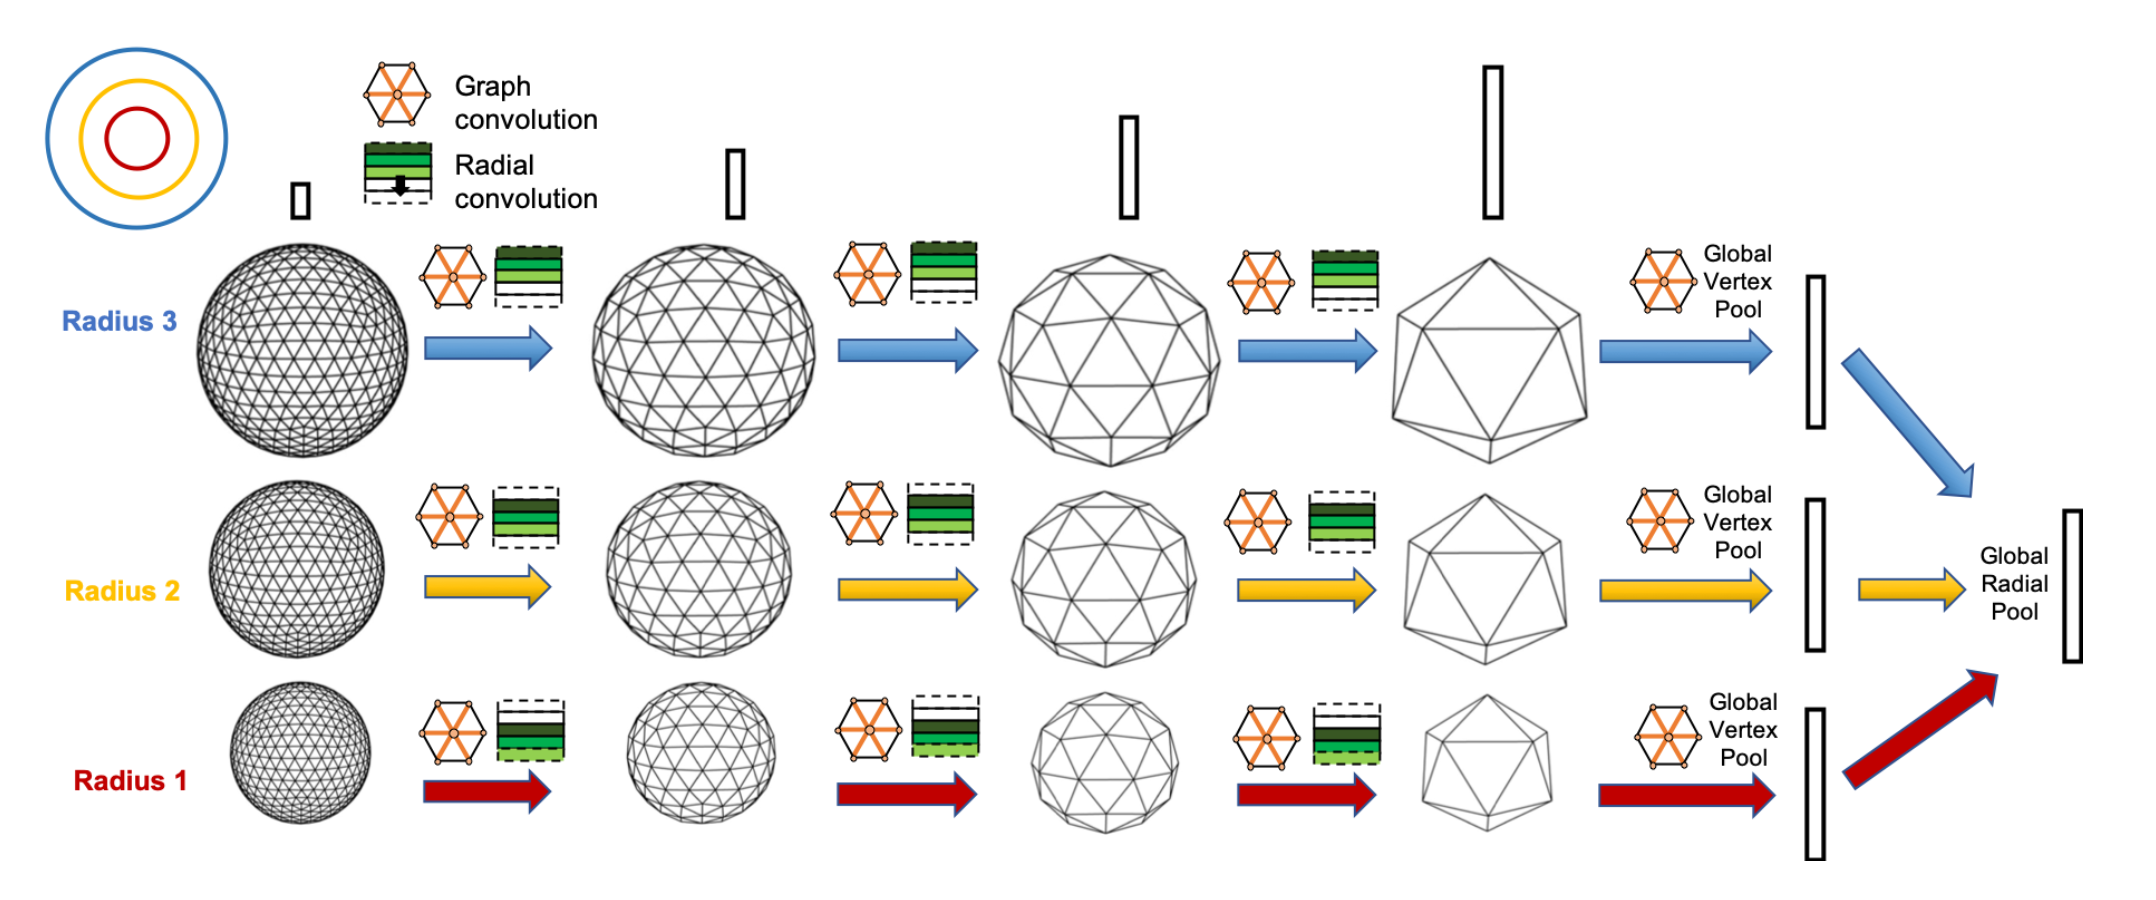 Graph
convolution
Radial
convolution
Radius 3
Global
Vertex
Pool
Radius 2
Global
Vertex
Pool
Global
Radial
Pool
Radius 1
Global
Vertex
Pool